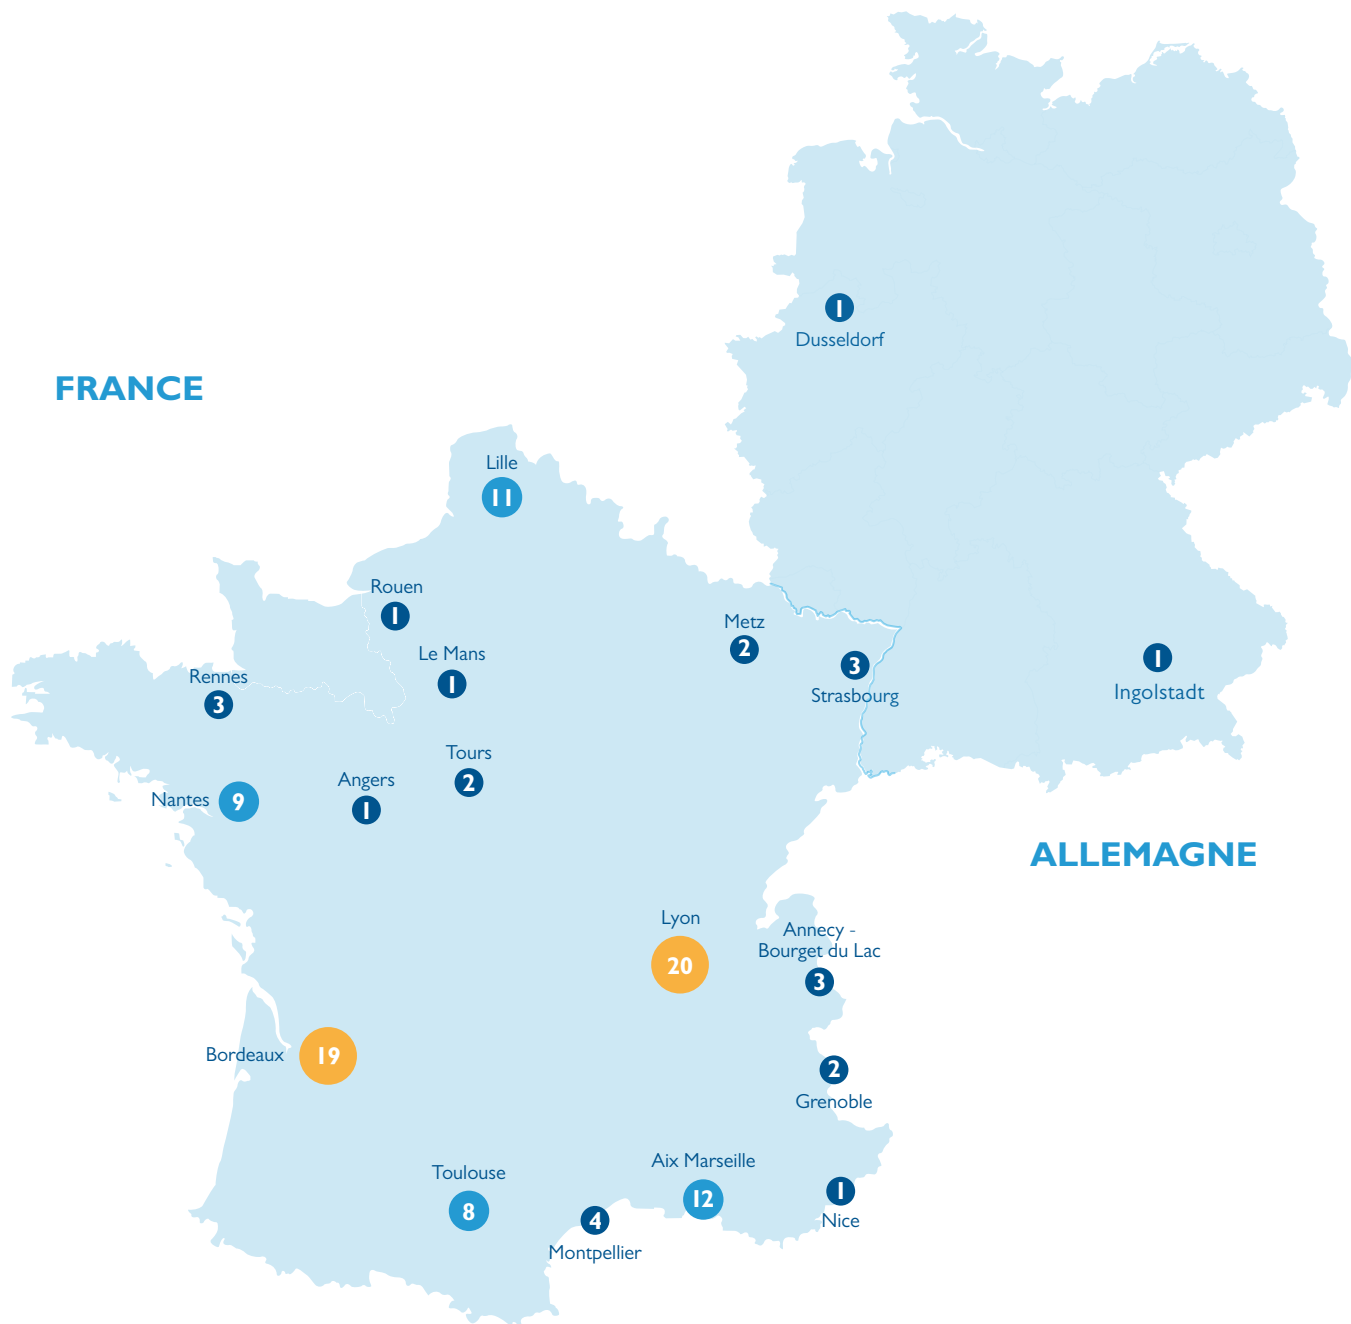 1
Dusseldorf
FRANCE
Lille
11
Rouen
1
Metz
2
Le Mans
1
3
Strasbourg
1
Ingolstadt
Rennes
3
Tours
2
Angers
1
Nantes
9
ALLEMAGNE
Lyon
20
Annecy -
Bourget du Lac
3
Bordeaux
19
2
Grenoble
Aix Marseille
12
Toulouse
8
1
Nice
4
Montpellier